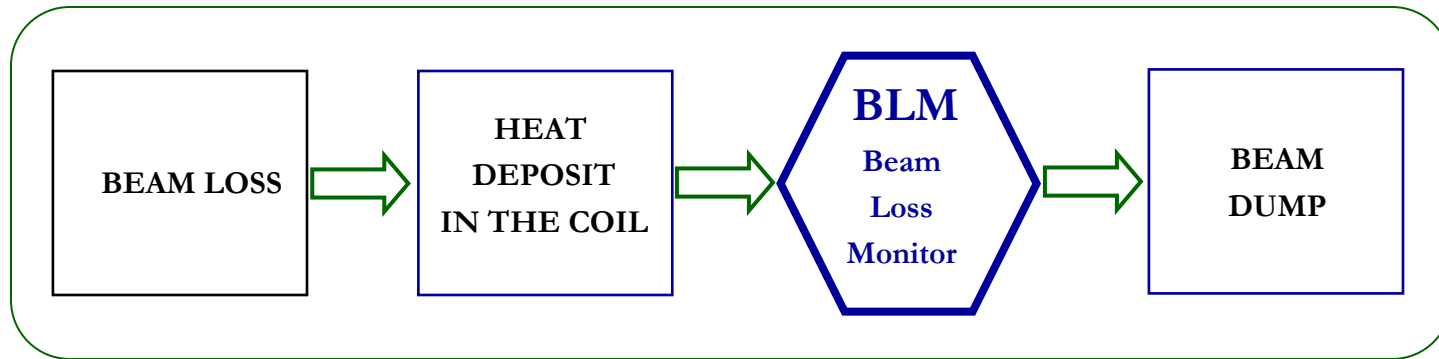 BEAM LOSS
HEAT
DEPOSIT
IN THE COIL
BLM
Beam
Loss
Monitor
BEAM
DUMP